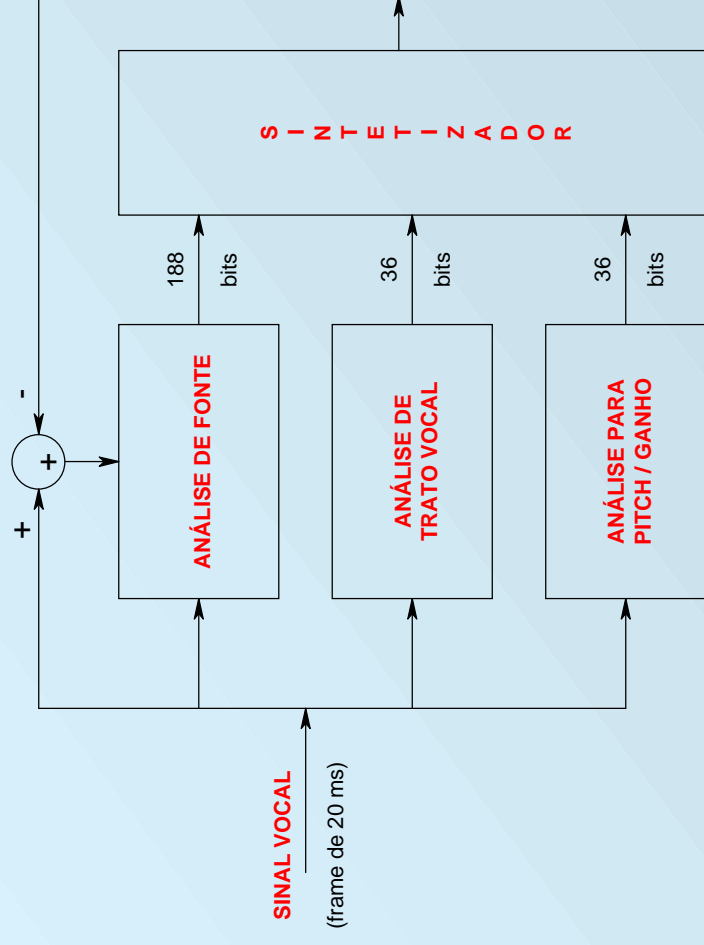 SINAL VOCAL
(frame de 20 ms)
+
-
+
ANÁLISE DE FONTE
188
bits
ANÁLISE DE
TRATO VOCAL
36
bits
ANÁLISE PARA
PITCH / GANHO
36
bits
SINTETIZADOR